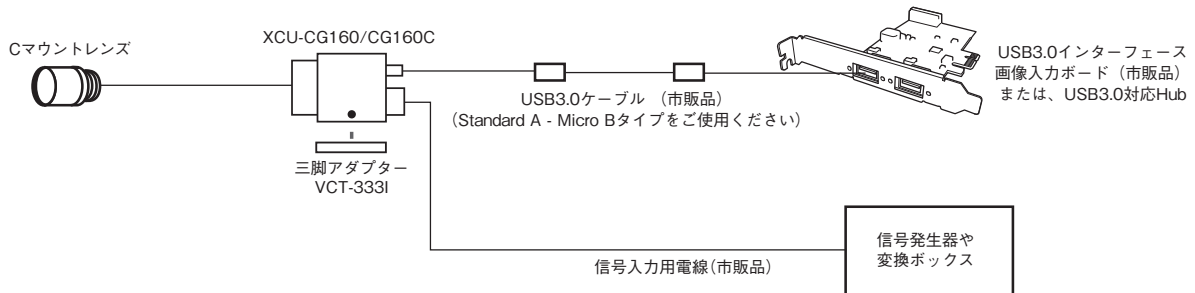 Cマウントレンズ
XCU-CG160/CG160C
USB3.0インターフェース
画像入力ボード（市販品）
または、USB3.0対応Hub
USB3.0ケーブル （市販品）
（Standard A - Micro Bタイプをご使用ください）
三脚アダプター
VCT-333I
信号入力用電線（市販品）
信号発生器や
変換ボックス